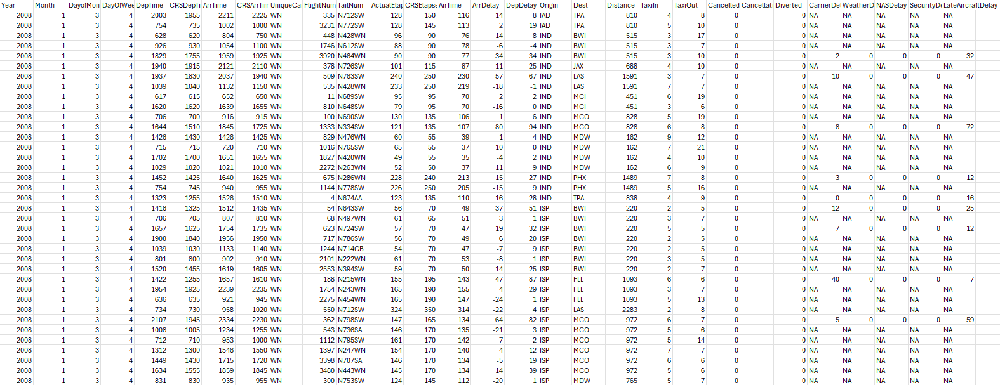 Year Month DayofMon DayOfWee DepTime CRSDepTi ArrTime CRSArrTin UniqueCar FlightNum TailNum ActualElap CRSElapse AirTime ArrDelay DepDelay Origin Dest Distance TaxiIn TaxiOut Cancelled Cancellati Diverted CarrierDe WeatherD NASDelay SecurityDe LateAircraftDelay
2008 1 3 4 2003 1955 2211 2225 WN 335 N712SW 128 150 116 -14 8 IAD TPA 810 4 8 0 0 NA NA NA NA NA
2008 1 3 4 754 735 1002 1000 WN 3231 N772SW 128 145 113 2 19 IAD TPA 810 5 10 0 0 NA NA NA NA NA
2008 1 3 4 628 620 804 750 WN 448 N428WN 96 90 76 14 8 IND BWI 515 3 17 0 0 NA NA NA NA NA
2008 1 3 4 926 930 1054 1100 WN 1746 N612SW 88 90 78 -6 -4 IND BWI 515 3 7 0 0 NA NA NA NA NA
2008 1 3 4 1829 1755 1959 1925 WN 3920 N464WN 90 90 77 34 34 IND BWI 515 3 10 0 0 2 0 0 0 32
2008 1 3 4 1940 1915 2121 2110 WN 378 N726SW 101 115 87 11 25 IND JAX 688 4 10 0 0 NA NA NA NA NA
2008 1 3 4 1937 1830 2037 1940 WN 509 N763SW 240 250 230 57 67 IND LAS 1591 3 7 0 0 10 0 0 0 47
2008 1 3 4 1039 1040 1132 1150 WN 535 N428WN 233 250 219 -18 -1 IND LAS 1591 7 7 0 0 NA NA NA NA NA
2008 1 3 4 617 615 652 650 WN 11 N689SW 95 95 70 2 2 IND MCI 451 6 19 0 0 NA NA NA NA NA
2008 1 3 4 1620 1620 1639 1655 WN 810 N648SW 79 95 70 -16 0 IND MCI 451 3 6 0 0 NA NA NA NA NA
2008 1 3 4 706 700 916 915 WN 100 N690SW 130 135 106 1 6 IND MCO 828 5 19 0 0 NA NA NA NA NA
2008 1 3 4 1644 1510 1845 1725 WN 1333 N334SW 121 135 107 80 94 IND MCO 828 6 8 0 0 8 0 0 0 72
2008 1 3 4 1426 1430 1426 1425 WN 829 N476WN 60 55 39 1 -4 IND MDW 162 9 12 0 0 NA NA NA NA NA
2008 1 3 4 715 715 720 710 WN 1016 N765SW 65 55 37 10 0 IND MDW 162 7 21 0 0 NA NA NA NA NA
2008 1 3 4 1702 1700 1651 1655 WN 1827 N420WN 49 55 35 -4 2 IND MDW 162 4 10 0 0 NA NA NA NA NA
2008 1 3 4 1029 1020 1021 1010 WN 2272 N263WN 52 50 37 11 9 IND MDW 162 6 9 0 0 NA NA NA NA NA
2008 1 3 4 1452 1425 1640 1625 WN 675 N286WN 228 240 213 15 27 IND PHX 1489 7 8 0 0 3 0 0 0 12
2008 1 3 4 754 745 940 955 WN 1144 N778SW 226 250 205 -15 9 IND PHX 1489 5 16 0 0 NA NA NA NA NA
2008 1 3 4 1323 1255 1526 1510 WN 4 N674AA 123 135 110 16 28 IND TPA 838 4 9 0 0 0 0 0 0 16
2008 1 3 4 1416 1325 1512 1435 WN 54 N643SW 56 70 49 37 51 ISP BWI 220 2 5 0 0 12 0 0 0 25
2008 1 3 4 706 705 807 810 WN 68 N497WN 61 65 51 -3 1 ISP BWI 220 3 7 0 0 NA NA NA NA NA
2008 1 3 4 1657 1625 1754 1735 WN 623 N724SW 57 70 47 19 32 ISP BWI 220 5 5 0 0 7 0 0 0 12
2008 1 3 4 1900 1840 1956 1950 WN 717 N786SW 56 70 49 6 20 ISP BWI 220 2 5 0 0 NA NA NA NA NA
2008 1 3 4 1039 1030 1133 1140 WN 1244 N714CB 54 70 47 -7 9 ISP BWI 220 2 5 0 0 NA NA NA NA NA
2008 1 3 4 801 800 902 910 WN 2101 N222WN 61 70 53 -8 1 ISP BWI 220 3 5 0 0 NA NA NA NA NA
2008 1 3 4 1520 1455 1619 1605 WN 2553 N394SW 59 70 50 14 25 ISP BWI 220 2 7 0 0 NA NA NA NA NA
2008 1 3 4 1422 1255 1657 1610 WN 188 N215WN 155 195 143 47 87 ISP FLL 1093 6 6 0 0 40 0 0 0 7
2008 1 3 4 1954 1925 2239 2235 WN 1754 N243WN 165 190 155 4 29 ISP FLL 1093 3 7 0 0 NA NA NA NA NA
2008 1 3 4 636 635 921 945 WN 2275 N454WN 165 190 147 -24 1 ISP FLL 1093 5 13 0 0 NA NA NA NA NA
2008 1 3 4 734 730 958 1020 WN 550 N712SW 324 350 314 -22 4 ISP LAS 2283 2 8 0 0 NA NA NA NA NA
2008 1 3 4 2107 1945 2334 2230 WN 362 N798SW 147 165 134 64 82 ISP MCO 972 6 7 0 0 5 0 0 0 59
2008 1 3 4 1008 1005 1234 1255 WN 543 N736SA 146 170 135 -21 3 ISP MCO 972 5 6 0 0 NA NA NA NA NA
2008 1 3 4 712 710 953 1000 WN 1112 N795SW 161 170 142 -7 2 ISP MCO 972 5 14 0 0 NA NA NA NA NA
2008 1 3 4 1312 1300 1546 1550 WN 1397 N247WN 154 170 140 -4 12 ISP MCO 972 7 7 0 0 NA NA NA NA NA
2008 1 3 4 1449 1430 1715 1720 WN 3398 N707SA 146 170 134 -5 19 ISP MCO 972 6 6 0 0 NA NA NA NA NA
2008 1 3 4 1634 1555 1859 1845 WN 3480 N443WN 145 170 134 14 39 ISP MCO 972 5 6 0 0 NA NA NA NA NA
2008 1 3 4 831 830 935 955 WN 300 N753SW 124 145 112 -20 1 ISP MDW 765 5 7 0 0 NA NA NA NA NA